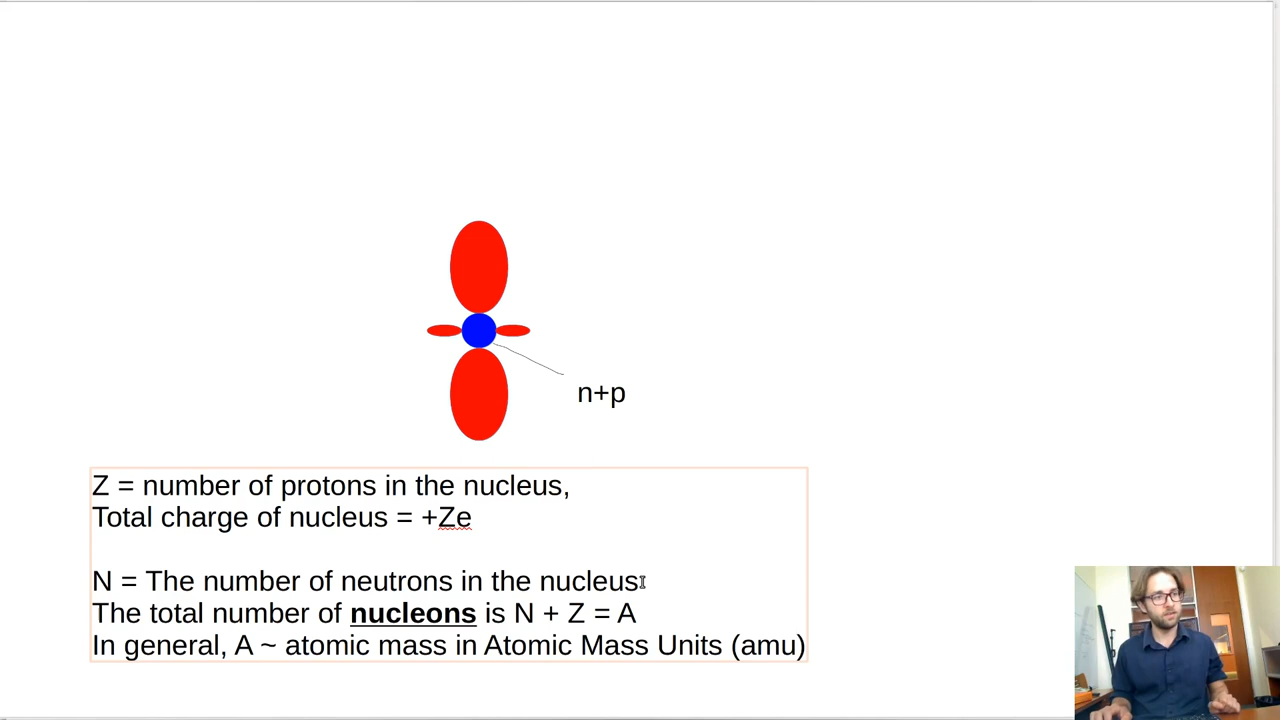 n+p
Z = number of protons in the nucleus,
Total charge of nucleus = +Ze
N = The number of neutrons in the nucleus
The total number of nucleons is N + Z = A
In general, A ~ atomic mass in Atomic Mass Units (amu)